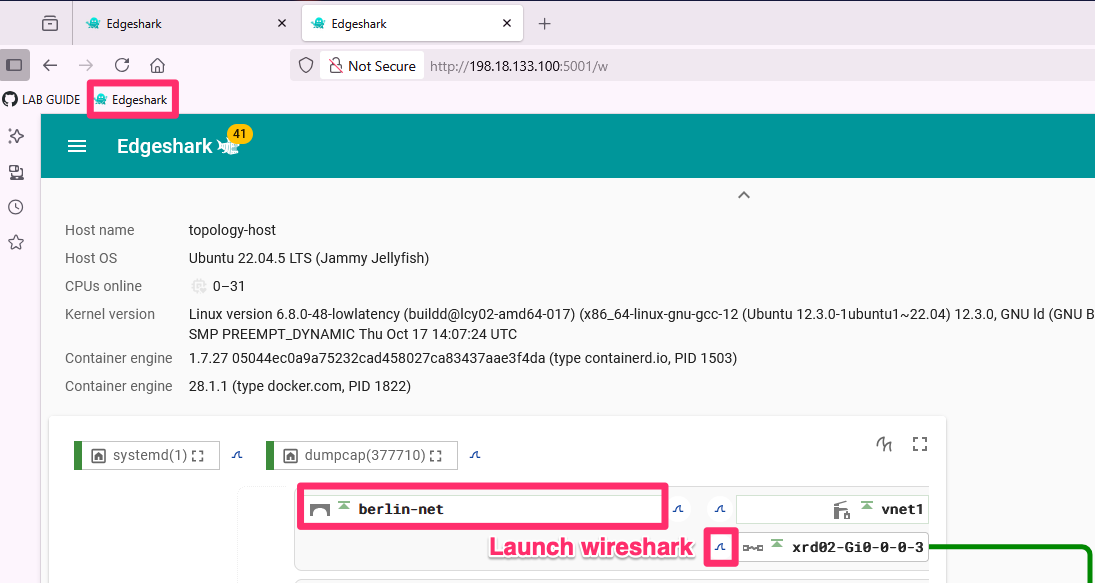 Edgeshark
Edgeshark
Not Secure http://198.18.133.100:5001/w
LAB GUIDE Edgeshark
Edgeshark 41
Host name topology-host
Host OS Ubuntu 22.04.5 LTS (Jammy Jellyfish)
CPUs online 0–31
Kernel version Linux version 6.8.0-48-lowlatency (buildd@lcy02-amd64-017) (x86_64-linux-gnu-gcc-12 (Ubuntu 12.3.0-1ubuntu1~22.04) 12.3.0, GNU ld (GNU B
SMP PREEMPT_DYNAMIC Thu Oct 17 14:07:24 UTC
Container engine 1.7.27 05044ec0a9a75232cad458027ca83437aae3f4da (type containerd.io, PID 1503)
Container engine 28.1.1 (type docker.com, PID 1822)
systemd(1) dumpcap(377710)
berlin-net vnet1
Launch wireshark xrd02-Gi0-0-0-3